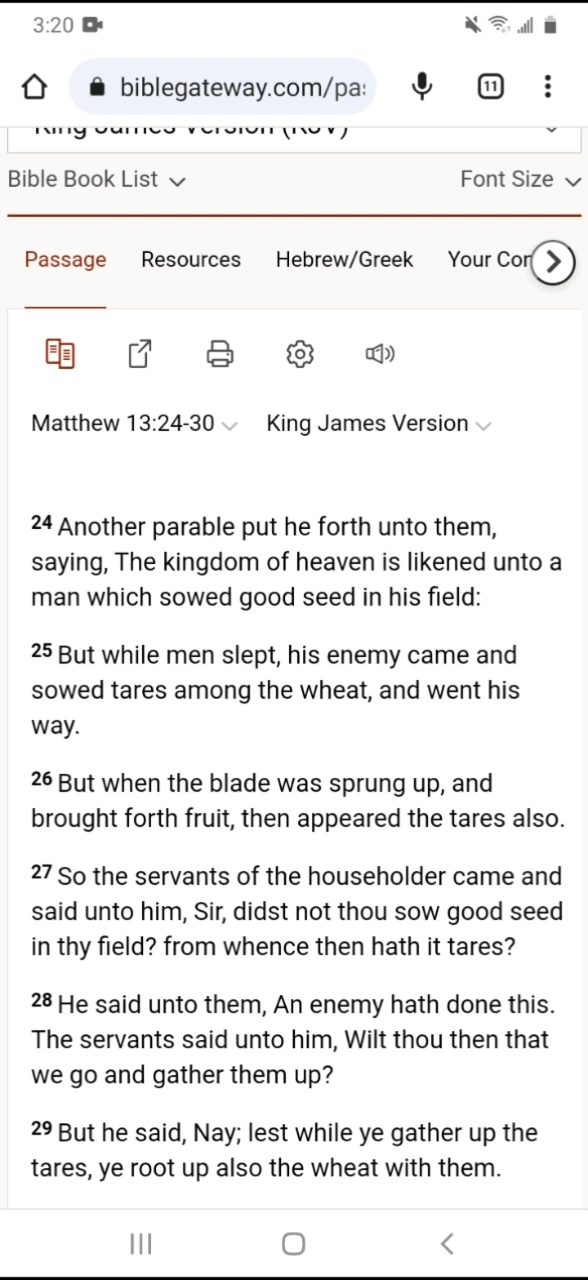 3:20
biblegateway.com/pa
11
King James Version (KJV)
Bible Book List
Font Size
Passage
Resources
Hebrew/Greek
Your Cor
Matthew 13:24-30
King James Version
24 Another parable put he forth unto them,
saying, The kingdom of heaven is likened unto a
man which sowed good seed in his field:
25 But while men slept, his enemy came and
sowed tares among the wheat, and went his
way.
26 But when the blade was sprung up, and
brought forth fruit, then appeared the tares also.
27 So the servants of the householder came and
said unto him, Sir, didst not thou sow good seed
in thy field? from whence then hath it tares?
28 He said unto them, An enemy hath done this.
The servants said unto him, Wilt thou then that
we go and gather them up?
29 But he said, Nay; lest while ye gather up the
tares, ye root up also the wheat with them.